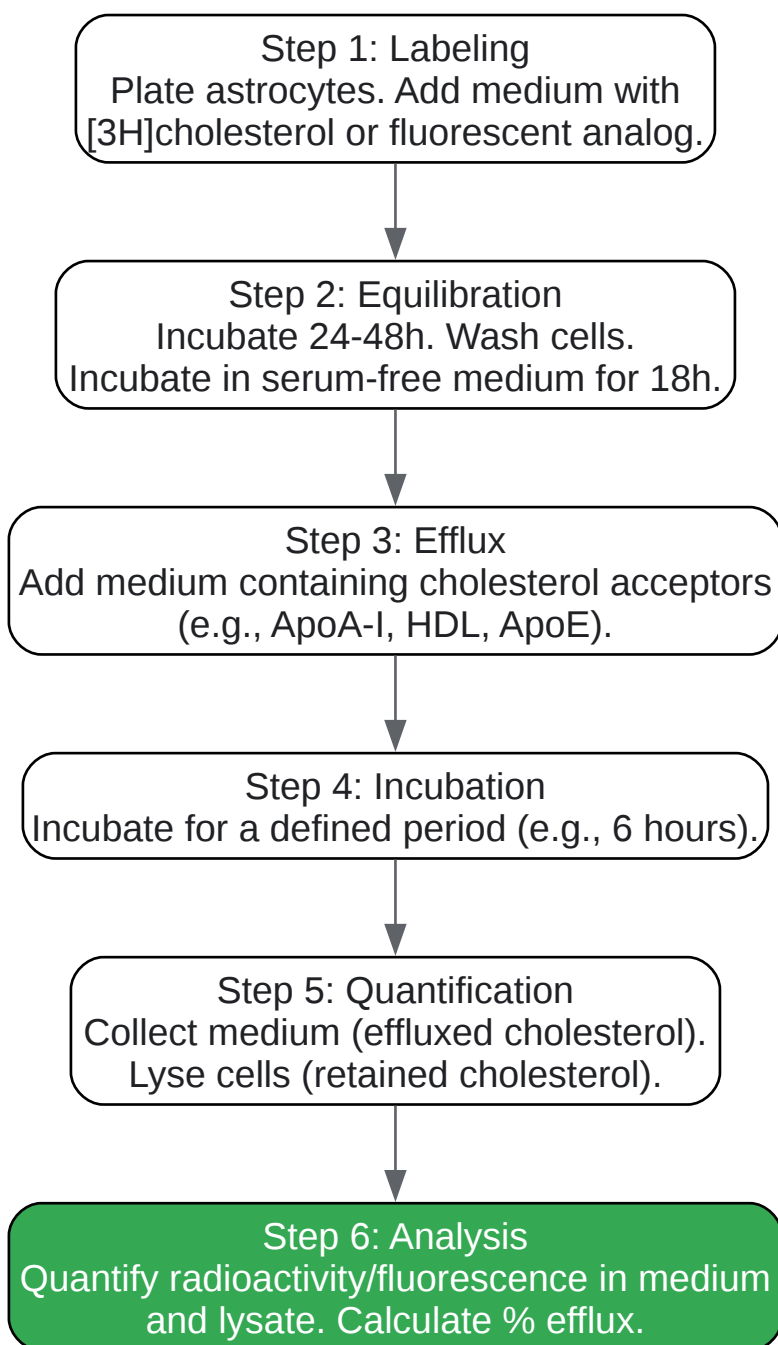 Step 1: Labeling
Plate astrocytes. Add medium with
[3H]cholesterol or fluorescent analog.
Step 2: Equilibration
Incubate 24-48h. Wash cells.
Incubate in serum-free medium for 18h.
Step 3: Efflux
Add medium containing cholesterol acceptors
(e.g., ApoA-I, HDL, ApoE).
Step 4: Incubation
Incubate for a defined period (e.g., 6 hours).
Step 5: Quantification
Collect medium (effluxed cholesterol).
Lyse cells (retained cholesterol).
Step 6: Analysis
Quantify radioactivity/fluorescence in medium
and lysate. Calculate % efflux.